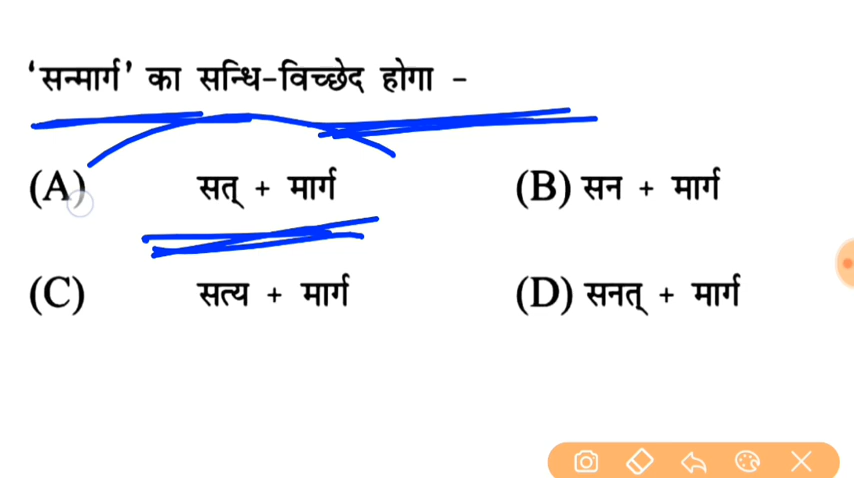 ‘सन्मार्ग’ का सन्धि-विच्छेद होगा -
(A) सत् + मार्ग (B) सन + मार्ग
(C) सत्य + मार्ग (D) सनत् + मार्ग